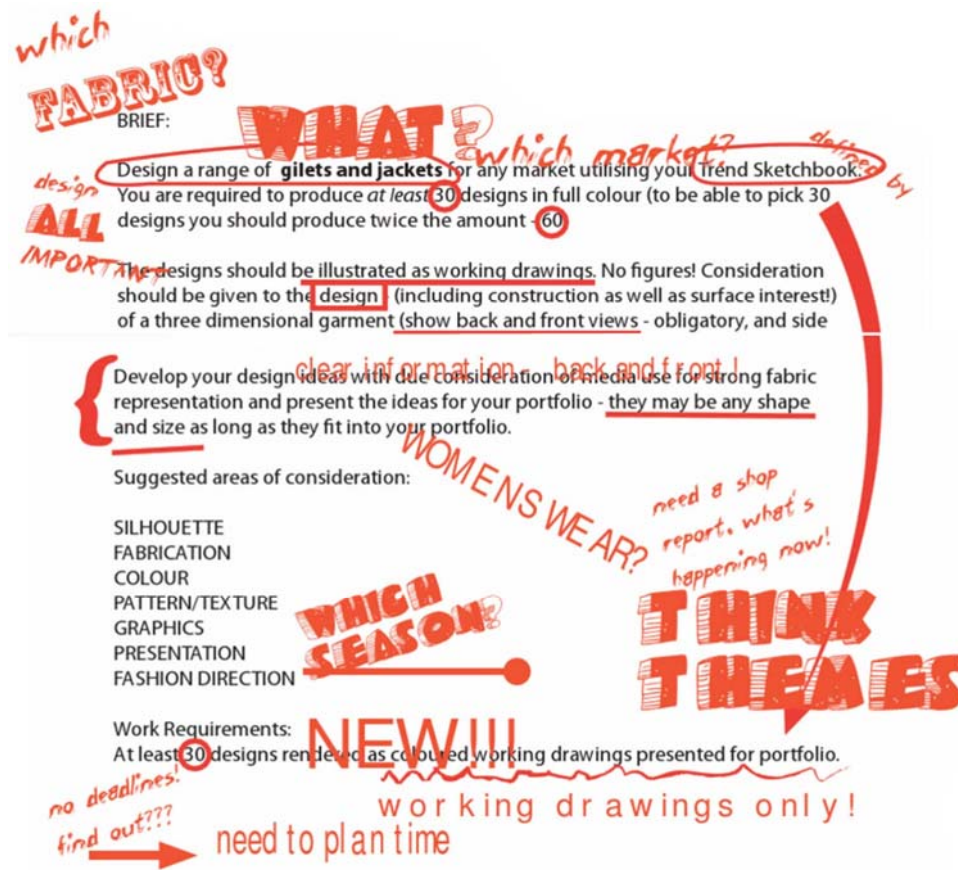 which
FABRIC?
BRIEF:
WHAT?
which market?
defined by
Design a range of gilets and jackets for any market utilising your Trend Sketchbook.
You are required to produce at least 30 designs in full colour (to be able to pick 30
designs you should produce twice the amount - 60
design
ALL
IMPORTANT
The designs should be illustrated as working drawings. No figures! Consideration
should be given to the design (including construction as well as surface interest!)
of a three dimensional garment (show back and front views - obligatory, and side
clear information - back and front!
Develop your design ideas with due consideration of media use for strong fabric
representation and present the ideas for your portfolio - they may be any shape
and size as long as they fit into your portfolio.
WOMENS WEAR?
Suggested areas of consideration:
need a shop
report. what's
happening now!
SILHOUETTE
FABRICATION
COLOUR
PATTERN/TEXTURE
GRAPHICS
PRESENTATION
FASHION DIRECTION
WHICH
SEASON?
THINK
THEMES
Work Requirements:
NEW!!!
At least 30 designs rendered as coloured working drawings presented for portfolio.
no deadlines!
find out???
working drawings only!
need to plan time